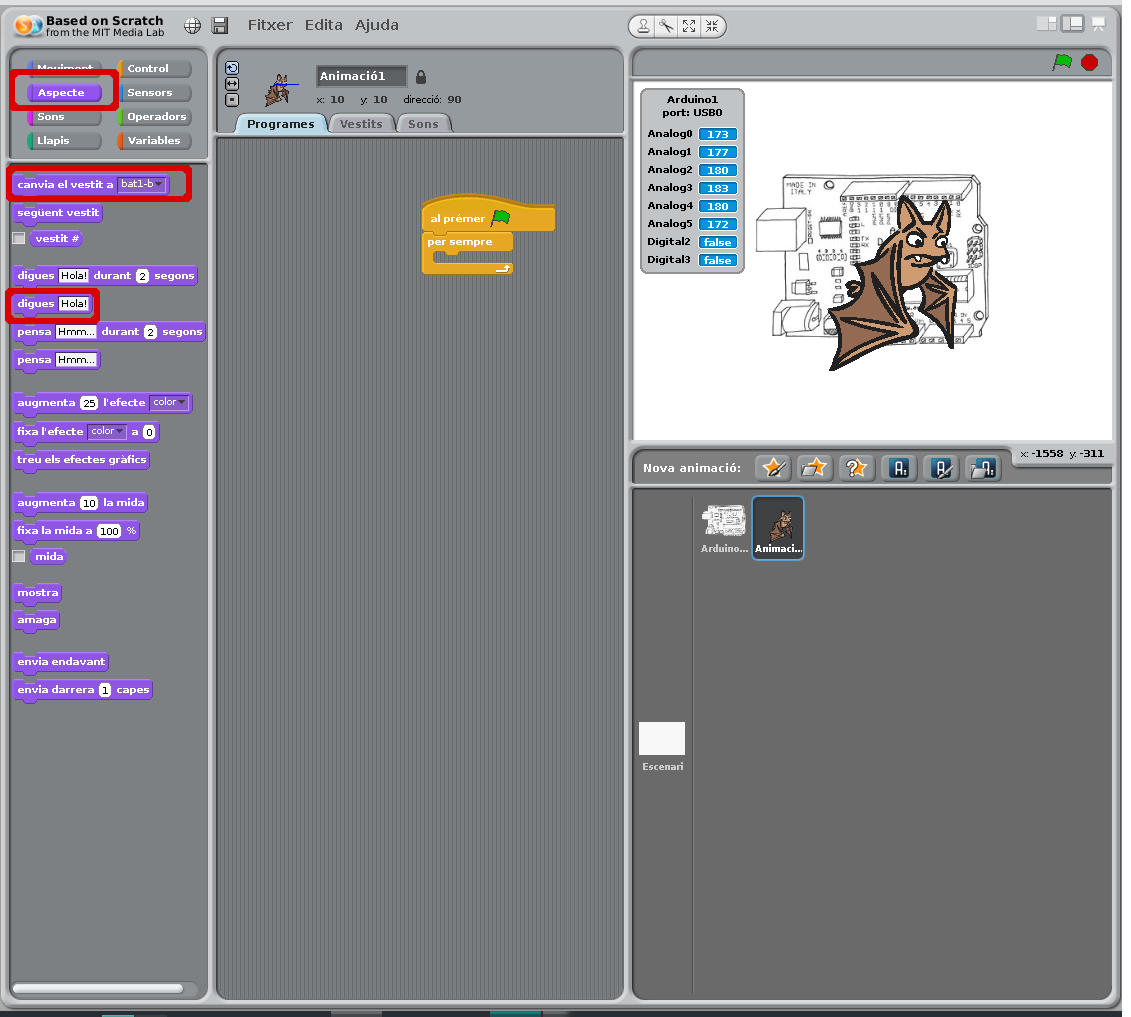 Based on Scratch
from the MIT Media Lab
Fitxer Edita Ajuda
Moviment Control
Aspecte Sensors
Sons Operadors
Llapis Variables
canvia el vestit a bat1-b
següent vestit
vestit #
digues Hola! durant 2 segons
digues Hola!
pensa Hmm... durant 2 segons
pensa Hmm...
augmenta 25 l'efecte color
fixa l'efecte color a 0
treu els efectes gràfics
augmenta 10 la mida
fixa la mida a 100 %
mida
mostra
amaga
envia endavant
envia darrera 1 capes
Animació1
x: 10 y: 10 direcció: 90
Programes Vestits Sons
al prémer
per sempre
Arduino1
port: USB0
Analog0 173
Analog1 177
Analog2 180
Analog3 183
Analog4 180
Analog5 172
Digital2 false
Digital3 false
MADE IN
ITALY
TX
RX
x: -1558 y: -311
Nova animació:
Arduino... Animaci...
Escenari